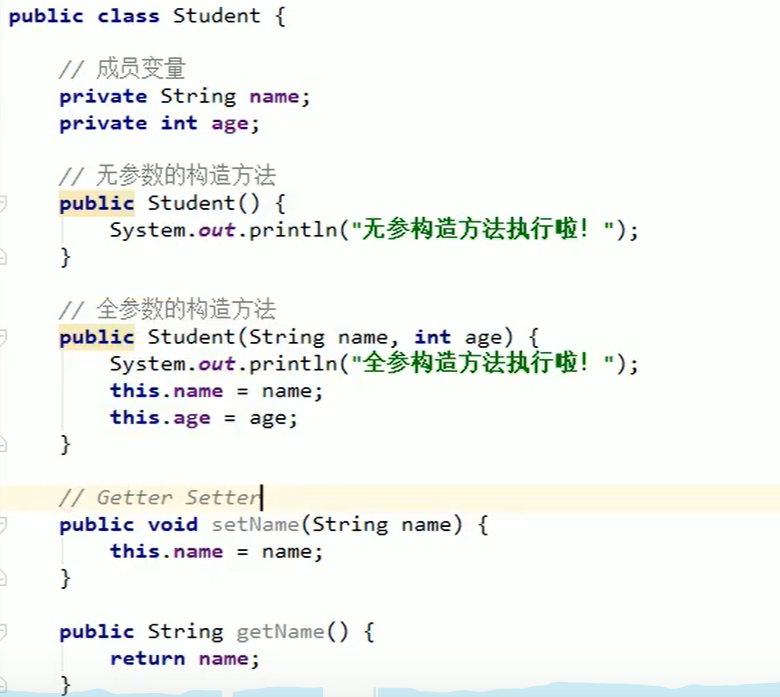 public class Student {
// 成员变量
private String name;
private int age;
// 无参数的构造方法
public Student() {
System.out.println("无参构造方法执行啦！");
}
// 全参数的构造方法
public Student(String name, int age) {
System.out.println("全参构造方法执行啦！");
this.name = name;
this.age = age;
}
// Getter Setter
public void setName(String name) {
this.name = name;
}
public String getName() {
return name;
}